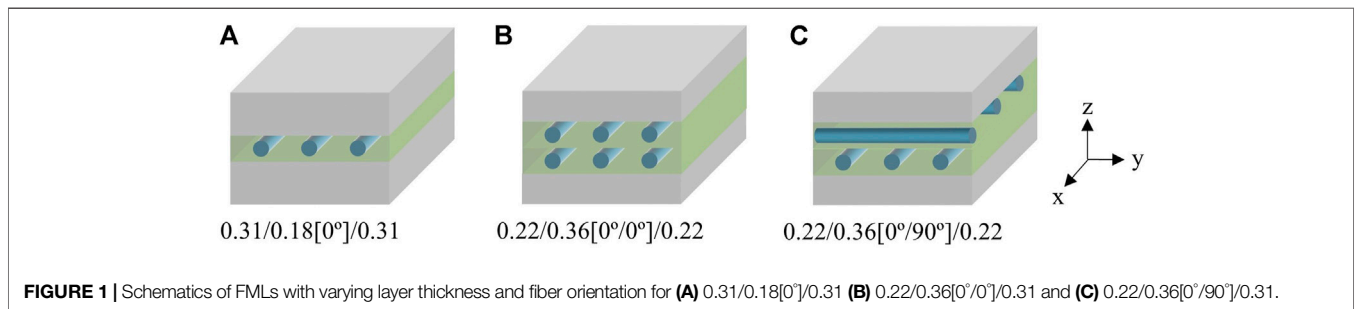 A
B
C
z
y
x
0.31/0.18[0º]/0.31
0.22/0.36[0º/0º]/0.22
0.22/0.36[0º/90º]/0.22
FIGURE 1 | Schematics of FMLs with varying layer thickness and fiber orientation for (A) 0.31/0.18[0°]/0.31 (B) 0.22/0.36[0°/0°]/0.31 and (C) 0.22/0.36[0°/90°]/0.31.